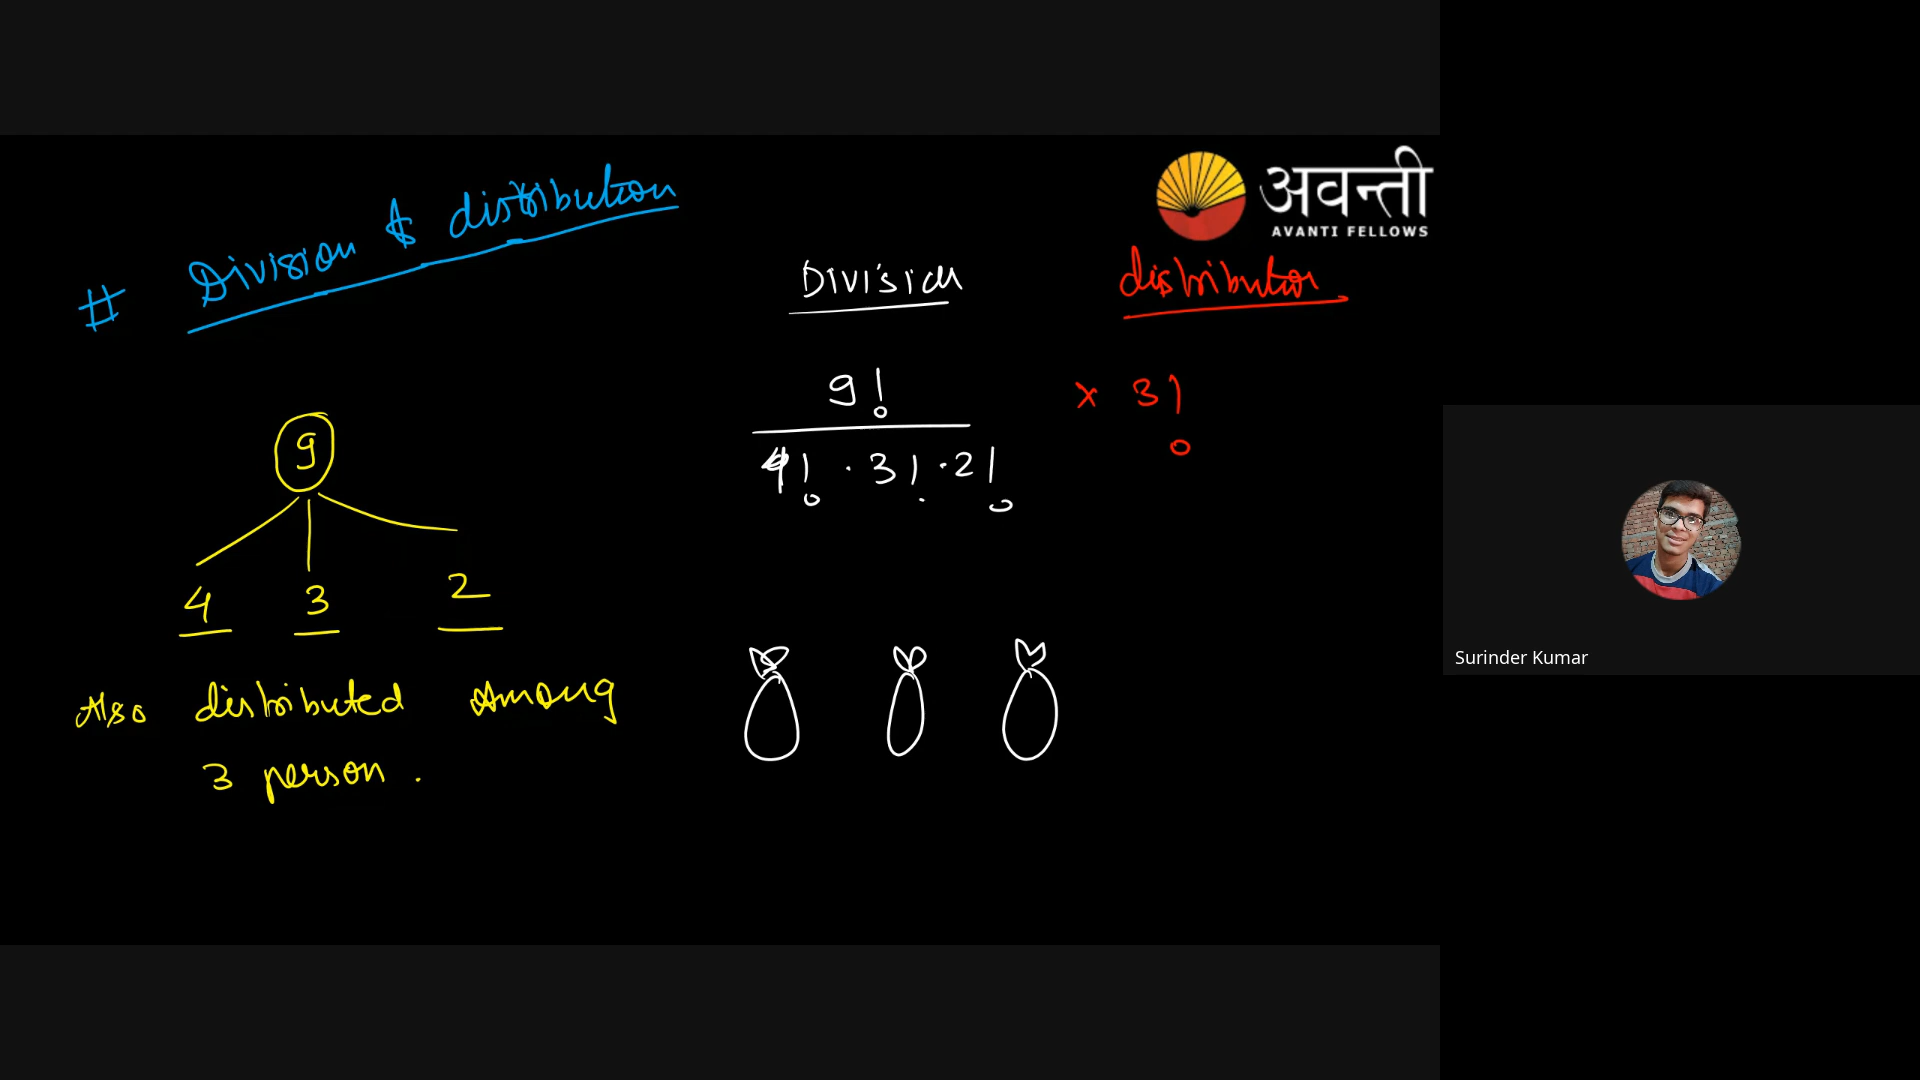 # Division & distribution
अवन्ती
AVANTI FELLOWS
Division
distribution
9!
4! · 3! · 2!
× 3!
9
4 3 2
Also distributed Among
3 person .
Surinder Kumar